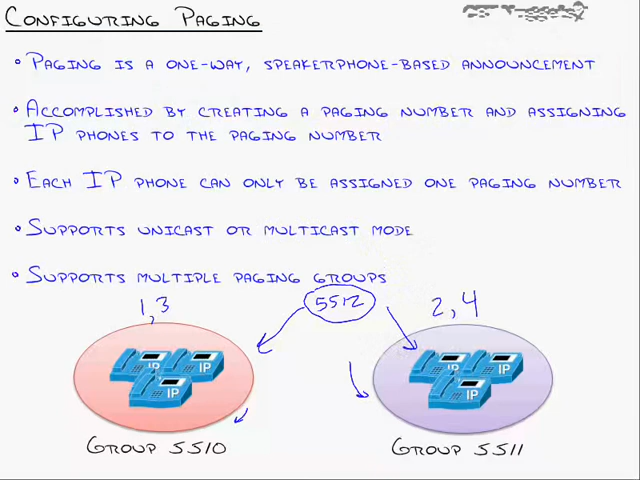 Configuring Paging
• Paging is a one-way, speakerphone-based announcement
• Accomplished by creating a paging number and assigning
IP phones to the paging number
• Each IP phone can only be assigned one paging number
• Supports unicast or multicast mode
• Supports multiple paging groups
1,3
5512
2,4
IP IP
IP
IP IP
IP
Group 5510
Group 5511